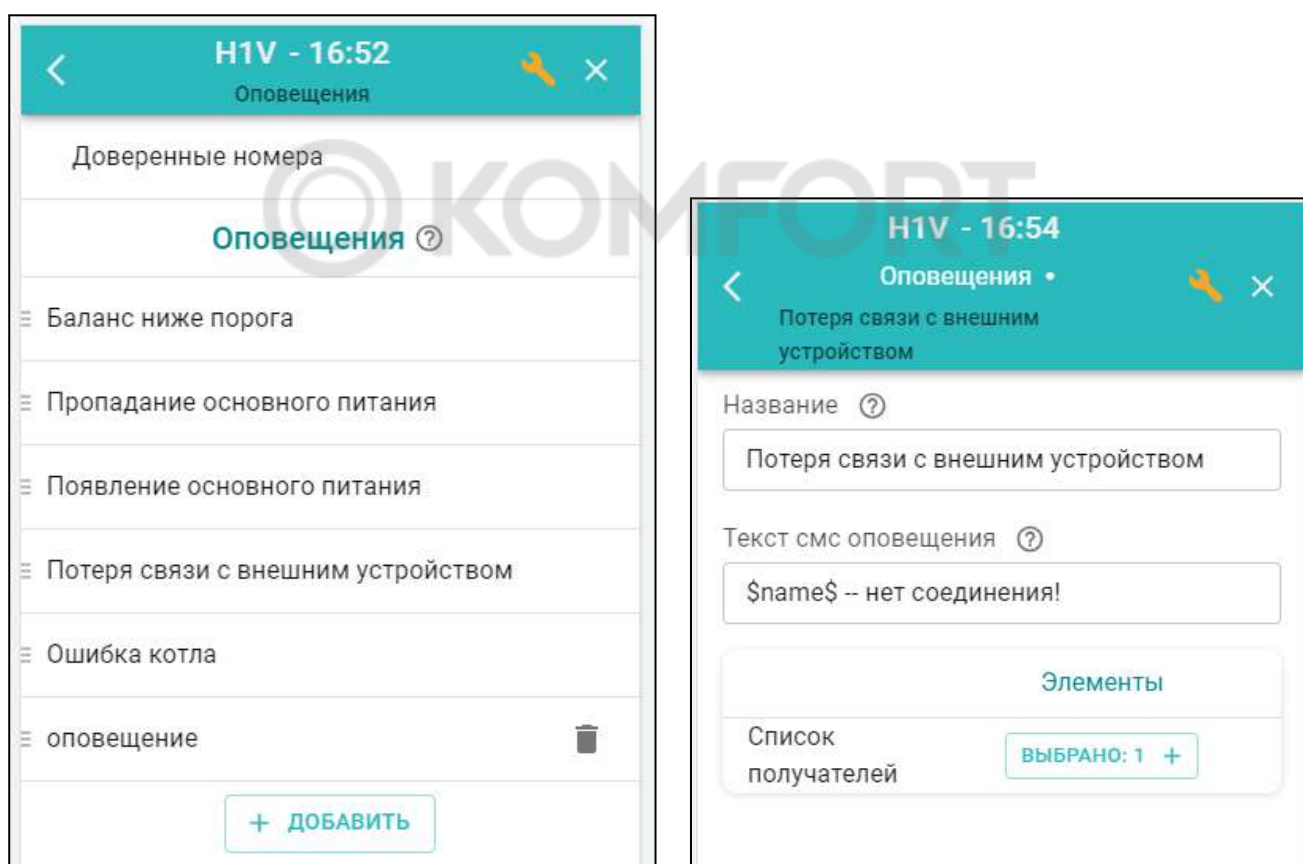 H1V - 16:52
Оповещения
Доверенные номера
Оповещения
Баланс ниже порога
Пропадание основного питания
Появление основного питания
Потеря связи с внешним устройством
Ошибка котла
оповещение
+ ДОБАВИТЬ
KOMFORT
H1V - 16:54
Оповещения •
Потеря связи с внешним
устройством
Название
Потеря связи с внешним устройством
Текст смс оповещения
$name$ -- нет соединения!
Элементы
Список
получателей
ВЫБРАНО: 1 +